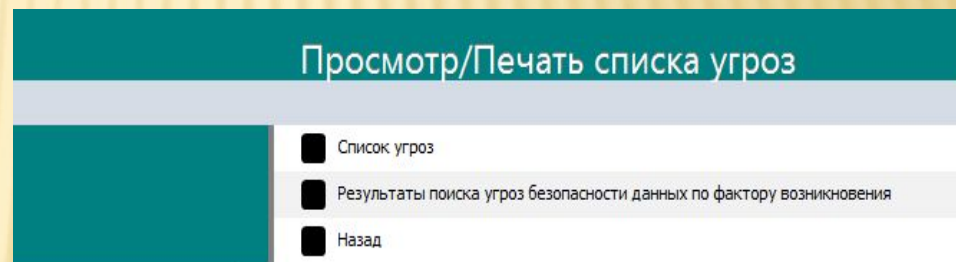 Просмотр/Печать списка угроз
Список угроз
Результаты поиска угроз безопасности данных по фактору возникновения
Назад